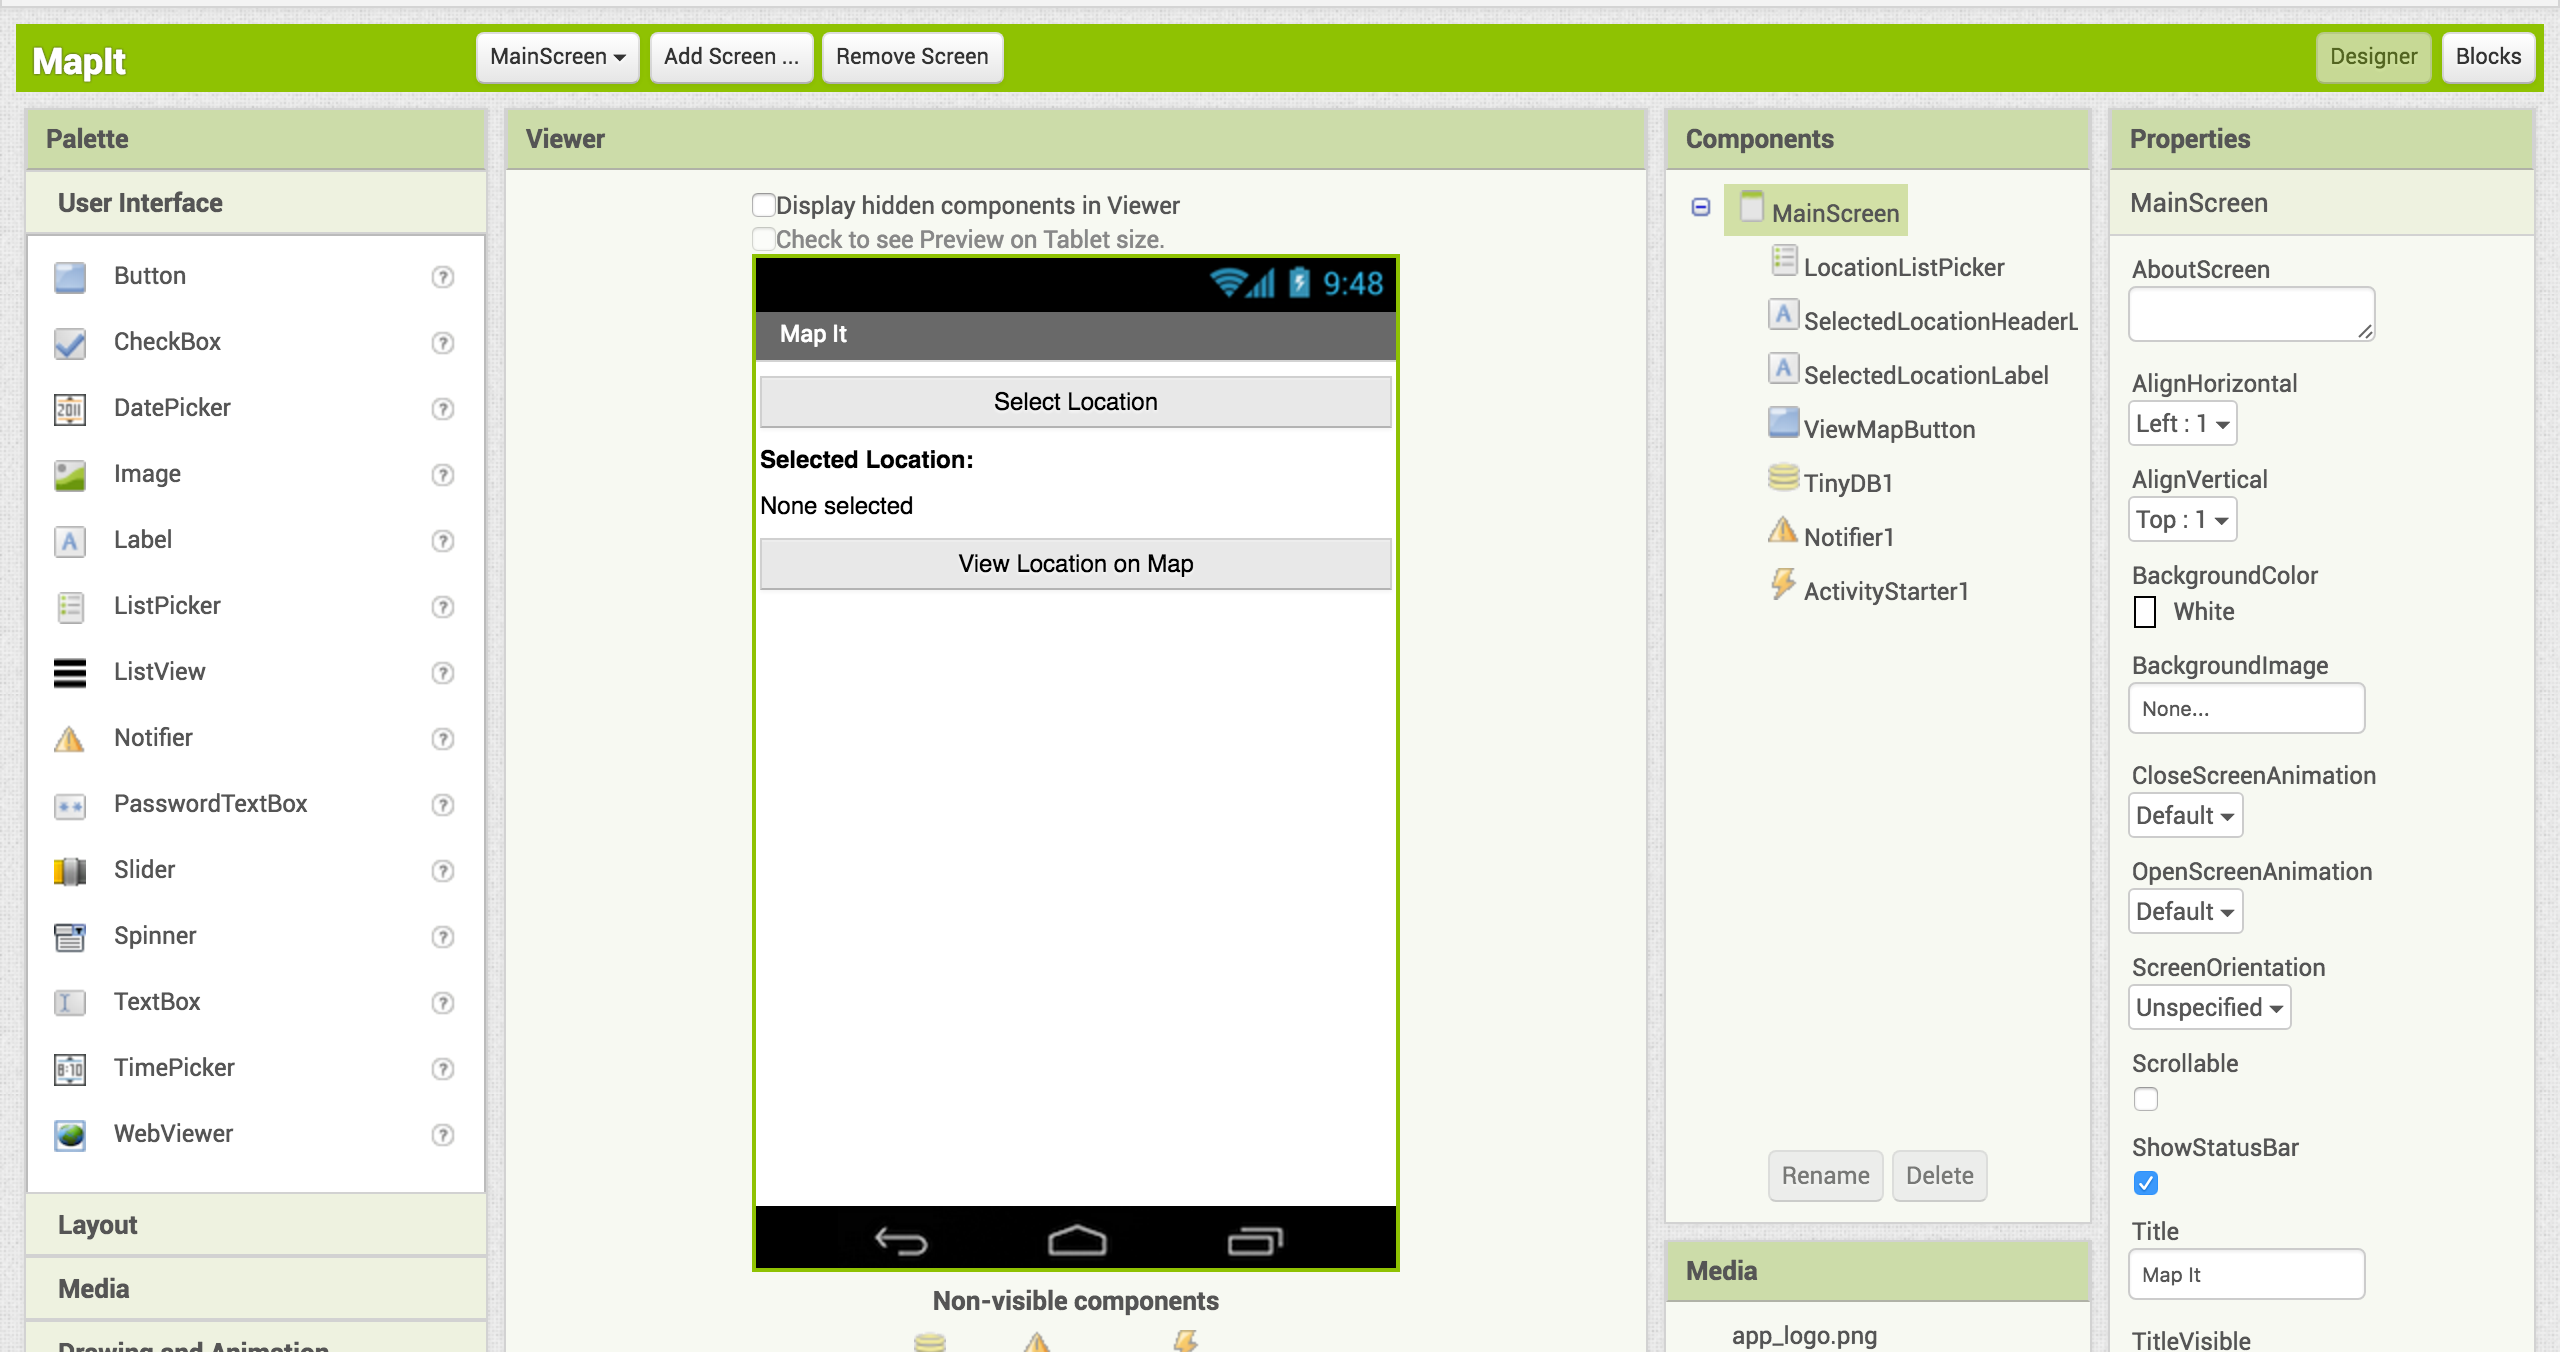 MapIt
MainScreen
Add Screen ...
Remove Screen
Designer
Blocks
Palette
User Interface
Button
CheckBox
DatePicker
Image
Label
ListPicker
ListView
Notifier
PasswordTextBox
Slider
Spinner
TextBox
TimePicker
WebViewer
Layout
Media
Drawing and Animation
Viewer
Display hidden components in Viewer
Check to see Preview on Tablet size.
9:48
Map It
Select Location
Selected Location:
None selected
View Location on Map
Non-visible components
Components
MainScreen
LocationListPicker
SelectedLocationHeaderL
SelectedLocationLabel
ViewMapButton
TinyDB1
Notifier1
ActivityStarter1
Rename
Delete
Media
app_logo.png
Properties
MainScreen
AboutScreen
AlignHorizontal
Left : 1
AlignVertical
Top : 1
BackgroundColor
White
BackgroundImage
None...
CloseScreenAnimation
Default
OpenScreenAnimation
Default
ScreenOrientation
Unspecified
Scrollable
ShowStatusBar
Title
Map It
TitleVisible